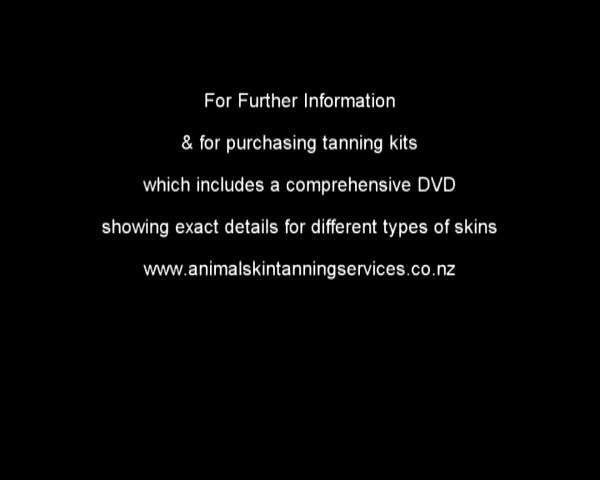 For Further Information
& for purchasing tanning kits
which includes a comprehensive DVD
showing exact details for different types of skins
www.animalskintanningservices.co.nz